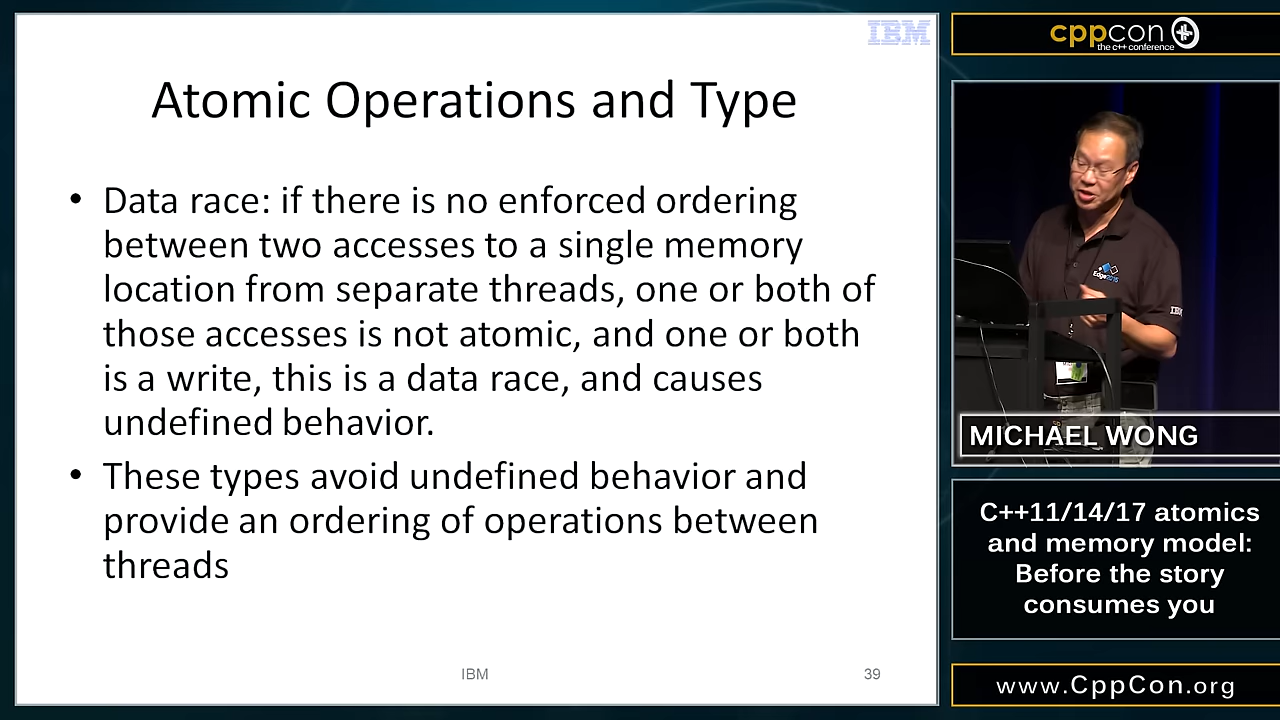 IBM
Atomic Operations and Type
• Data race: if there is no enforced ordering
between two accesses to a single memory
location from separate threads, one or both of
those accesses is not atomic, and one or both
is a write, this is a data race, and causes
undefined behavior.
• These types avoid undefined behavior and
provide an ordering of operations between
threads
IBM
39
cppcon
the c++ conference
IBM
MICHAEL WONG
C++11/14/17 atomics
and memory model:
Before the story
consumes you
www.CppCon.org